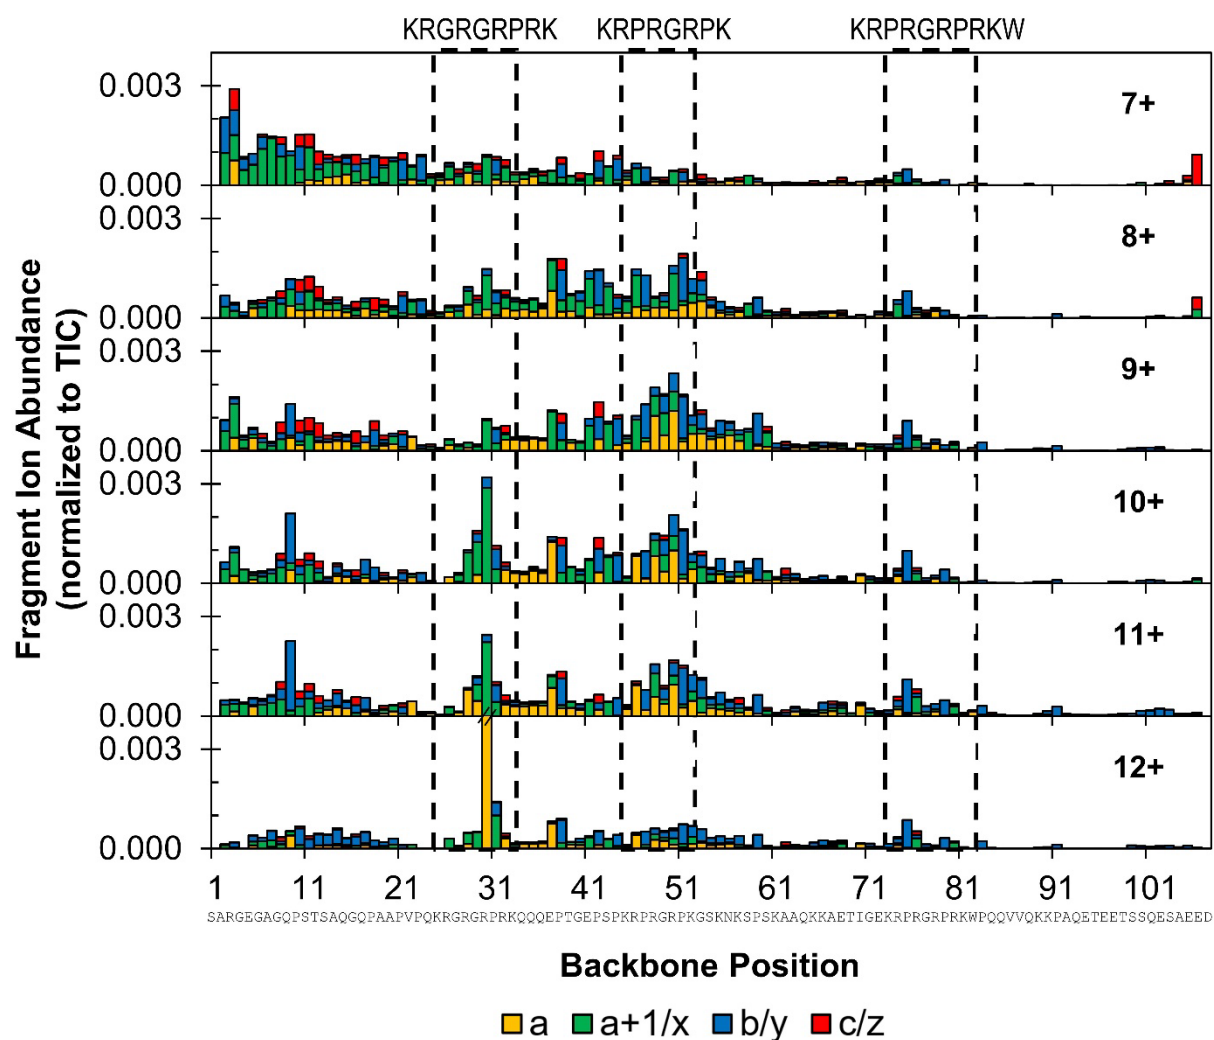 KRGRGRPRK KRPRGRPK KRPRGRPRKW
0.003 7+
0.000
0.003 8+
0.000
0.003 9+
0.000
0.003 10+
0.000
0.003 11+
0.000
0.003 12+
0.000
Fragment Ion Abundance
(normalized to TIC)
1 11 21 31 41 51 61 71 81 91 101
SARGEGAGQPSTSAQGQPAAPVPQKRGRGRPRKQQQEPTGEPSPKRPRGRPKGSKNKSPSKAAQKKAETIGEKRPRGRPRKWPQQVVQKKPAQETEETSSQESAEED
Backbone Position
a a+1/x b/y c/z